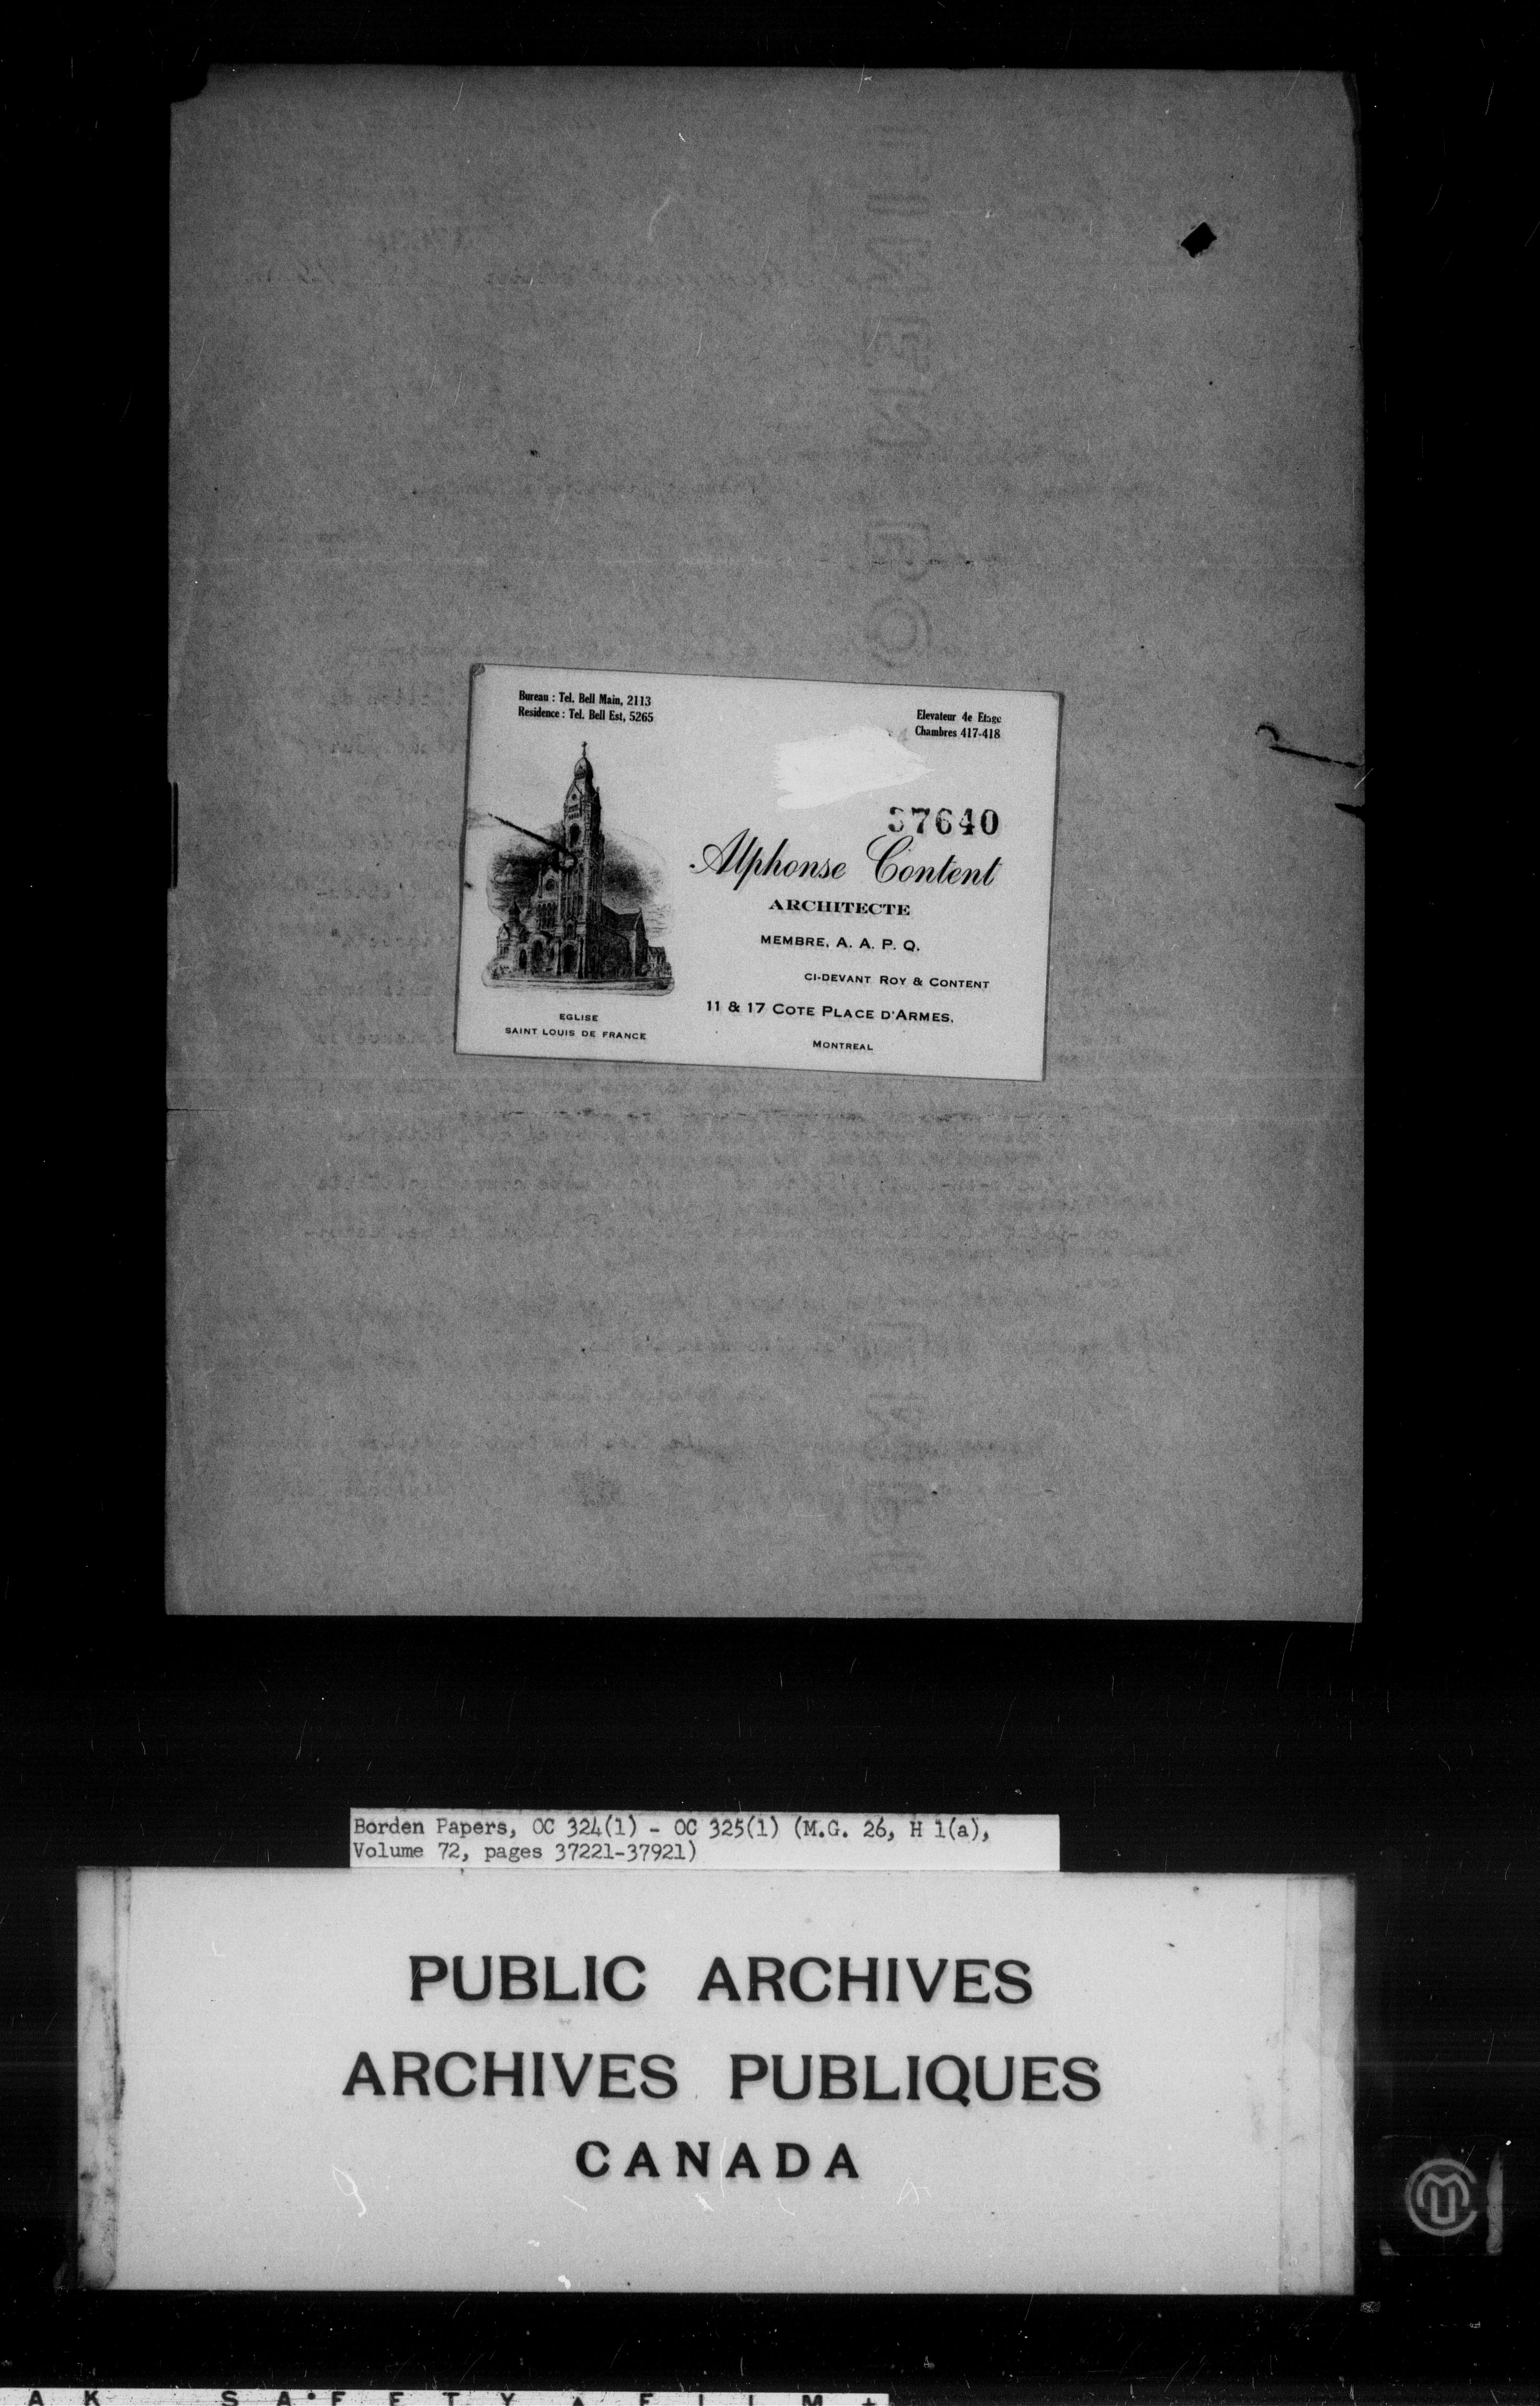 Bureau : Tel. Bell Main, 2113
Residence : Tel. Bell Est, 5265
Elevateur 4e Etage
Chambres 417-418
37640
Alphonse Content
ARCHITECTE
MEMBRE, A. A. P. Q.
CI-DEVANT ROY & CONTENT
11 & 17 COTE PLACE D'ARMES,
MONTREAL
EGLISE
SAINT LOUIS DE FRANCE
Borden Papers, OC 324(1) - OC 325(1) (M.G. 26, H 1(a),
Volume 72, pages 37221-37921)
PUBLIC ARCHIVES
ARCHIVES PUBLIQUES
CANADA
A K SAFETY FILM